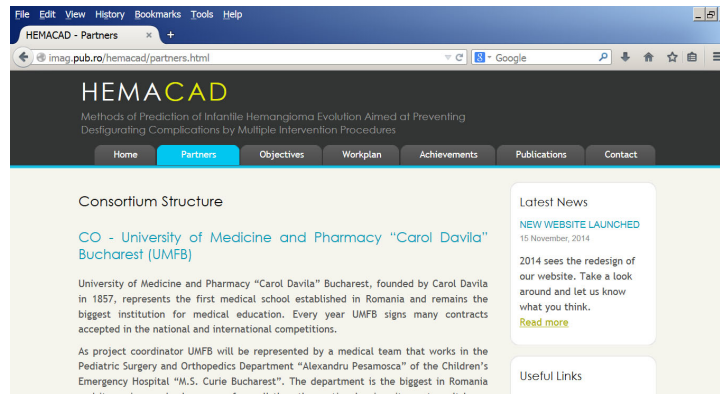 File Edit View History Bookmarks Tools Help
HEMACAD - Partners × +
imag.pub.ro/hemacad/partners.html
Google
HEMACAD
Methods of Prediction of Infantile Hemangioma Evolution Aimed at Preventing
Desfigurating Complications by Multiple Intervention Procedures
Home Partners Objectives Workplan Achievements Publications Contact
Consortium Structure
CO - University of Medicine and Pharmacy “Carol Davila”
Bucharest (UMFB)
University of Medicine and Pharmacy “Carol Davila” Bucharest, founded by Carol Davila
in 1857, represents the first medical school established in Romania and remains the
biggest institution for medical education. Every year UMFB signs many contracts
accepted in the national and international competitions.
As project coordinator UMFB will be represented by a medical team that works in the
Pediatric Surgery and Orthopedics Department “Alexandru Pesamosca” of the Children’s
Emergency Hospital “M.S. Curie Bucharest”. The department is the biggest in Romania
Latest News
NEW WEBSITE LAUNCHED
15 November, 2014
2014 sees the redesign of
our website. Take a look
around and let us know
what you think.
Read more
Useful Links